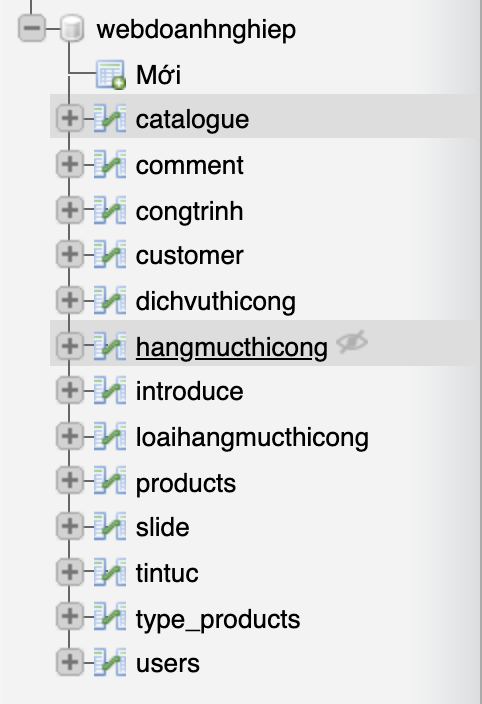 webdoanhnghiep
Mới
catalogue
comment
congtrinh
customer
dichvuthicong
hangmucthicong
introduce
loaihangmucthicong
products
slide
tintuc
type_products
users